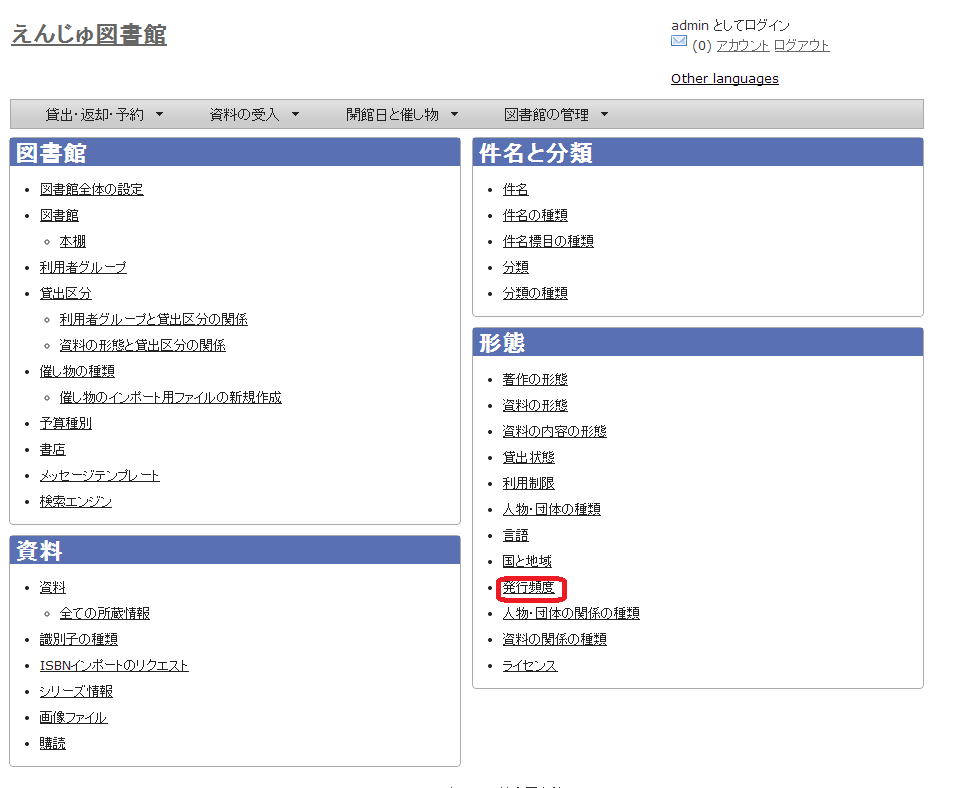 えんじゅ図書館
admin としてログイン
(0) アカウント ログアウト
Other languages
貸出・返却・予約 ▼ 資料の受入 ▼ 開館日と催し物 ▼ 図書館の管理 ▼
図書館
図書館全体の設定
図書館
本棚
利用者グループ
貸出区分
利用者グループと貸出区分の関係
資料の形態と貸出区分の関係
催し物の種類
催し物のインポート用ファイルの新規作成
予算種別
書店
メッセージテンプレート
検索エンジン
資料
資料
全ての所蔵情報
識別子の種類
ISBNインポートのリクエスト
シリーズ情報
画像ファイル
購読
件名と分類
件名
件名の種類
件名標目の種類
分類
分類の種類
形態
著作の形態
資料の形態
資料の内容の形態
貸出状態
利用制限
人物・団体の種類
言語
国と地域
発行頻度
人物・団体の関係の種類
資料の関係の種類
ライセンス